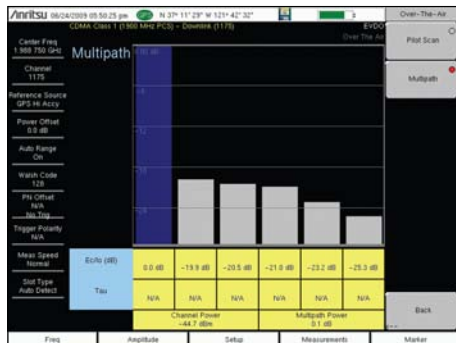 Anritsu 08/24/2009 05:50:25 pm GPS N 37° 11' 29" W 121° 42' 32"
Over-The-Air
CDMA Class 1 (1900 MHz PCS) - Downlink (1175)
EVDO
Over The Air
Center Freq
1.988 750 GHz
Channel
1175
Reference Source
GPS Hi Accy
Power Offset
0.0 dB
Auto Range
On
Walsh Code
128
PN Offset
N/A
No Trig
Trigger Polarity
N/A
Meas Speed
Normal
Slot Type
Auto Detect
Multipath
Pilot Scan
Multipath
Ec/Io (dB)
0.0 dB -19.9 dB -20.5 dB -21.0 dB -23.2 dB -25.3 dB
Tau
N/A N/A N/A N/A N/A N/A
Channel Power
-44.7 dBm
Multipath Power
0.1 dB
Back
Freq Amplitude Setup Measurements Marker